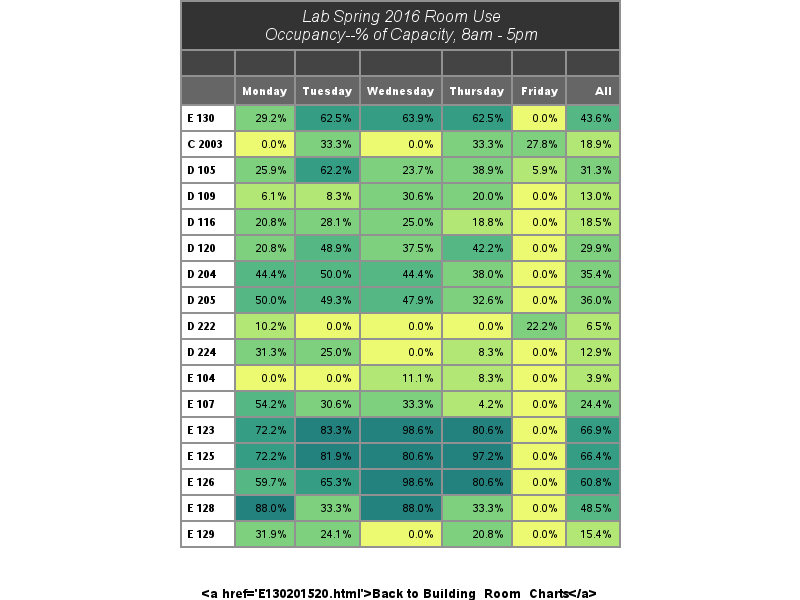 Lab Spring 2016 Room Use
Occupancy--% of Capacity, 8am - 5pm
Monday Tuesday Wednesday Thursday Friday All
E 130 29.2% 62.5% 63.9% 62.5% 0.0% 43.6%
C 2003 0.0% 33.3% 0.0% 33.3% 27.8% 18.9%
D 105 25.9% 62.2% 23.7% 38.9% 5.9% 31.3%
D 109 6.1% 8.3% 30.6% 20.0% 0.0% 13.0%
D 116 20.8% 28.1% 25.0% 18.8% 0.0% 18.5%
D 120 20.8% 48.9% 37.5% 42.2% 0.0% 29.9%
D 204 44.4% 50.0% 44.4% 38.0% 0.0% 35.4%
D 205 50.0% 49.3% 47.9% 32.6% 0.0% 36.0%
D 222 10.2% 0.0% 0.0% 0.0% 22.2% 6.5%
D 224 31.3% 25.0% 0.0% 8.3% 0.0% 12.9%
E 104 0.0% 0.0% 11.1% 8.3% 0.0% 3.9%
E 107 54.2% 30.6% 33.3% 4.2% 0.0% 24.4%
E 123 72.2% 83.3% 98.6% 80.6% 0.0% 66.9%
E 125 72.2% 81.9% 80.6% 97.2% 0.0% 66.4%
E 126 59.7% 65.3% 98.6% 80.6% 0.0% 60.8%
E 128 88.0% 33.3% 88.0% 33.3% 0.0% 48.5%
E 129 31.9% 24.1% 0.0% 20.8% 0.0% 15.4%
<a href='E130201520.html'>Back to Building_Room_Charts</a>